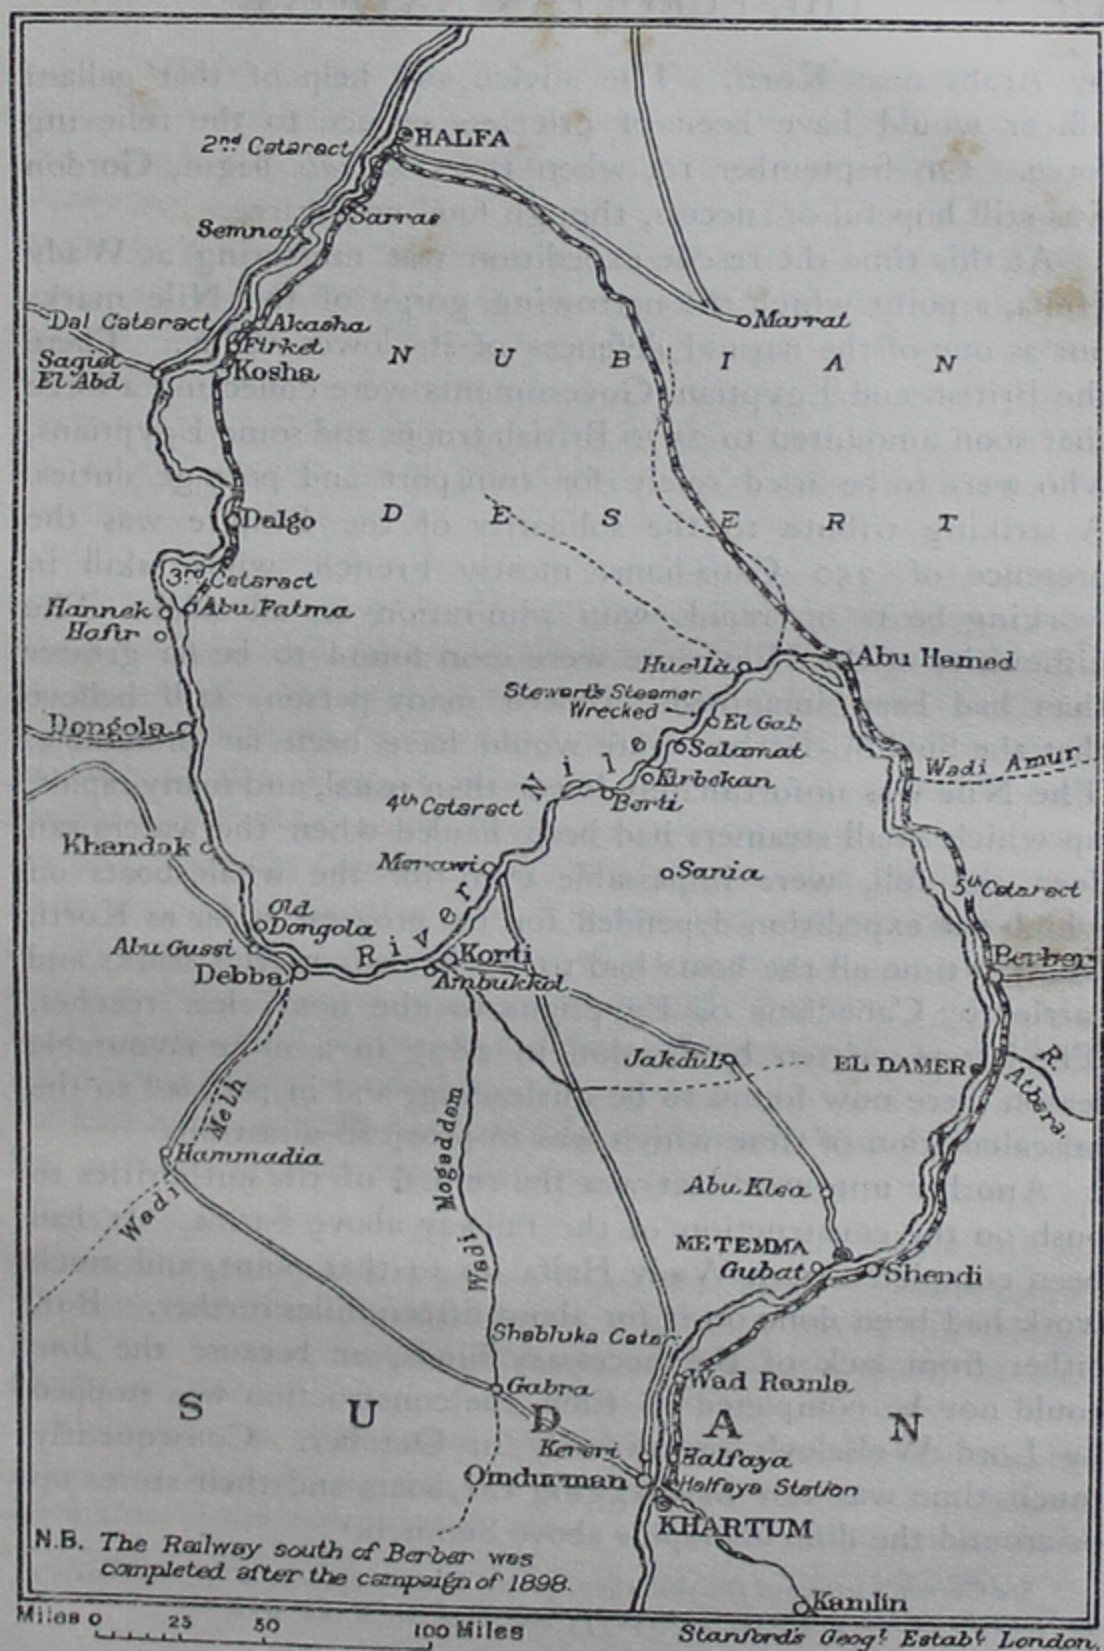 HALFA
2nd Cataract
Sarras
Semna
Dal Cataract
Akasha
Firket
Sagiet
El Abd
Kosha
Marrat
NUBIAN
Dalgo
DESERT
3rd Cataract
Hannek
Abu Fatma
Hafir
Huella
Abu Hamed
Stewart's Steamer
Wrecked
El Gab
Dongola
Salamat
Wadi Amur
Kirbekan
Berti
4th Cataract
River Nile
Khandak
Merawi
Sania
5th Cataract
Old
Dongola
Abu Gussi
Korti
Berber
Debba
Ambukkol
Jakdul
EL DAMER
R. Atbara
Wadi Melh
Hammadia
Wadi Mogaddam
Abu Klea
METEMMA
Gubat
Shendi
Shabluka Catar
Wad Ramla
Gabra
SUDAN
Kereri
Halfaya
Omdurman
Halfaya Station
KHARTUM
N.B. The Railway south of Berber was
completed after the campaign of 1898.
Kamlin
Miles 0 25 50 100 Miles
Stanford's Geog.l Estab.t London.